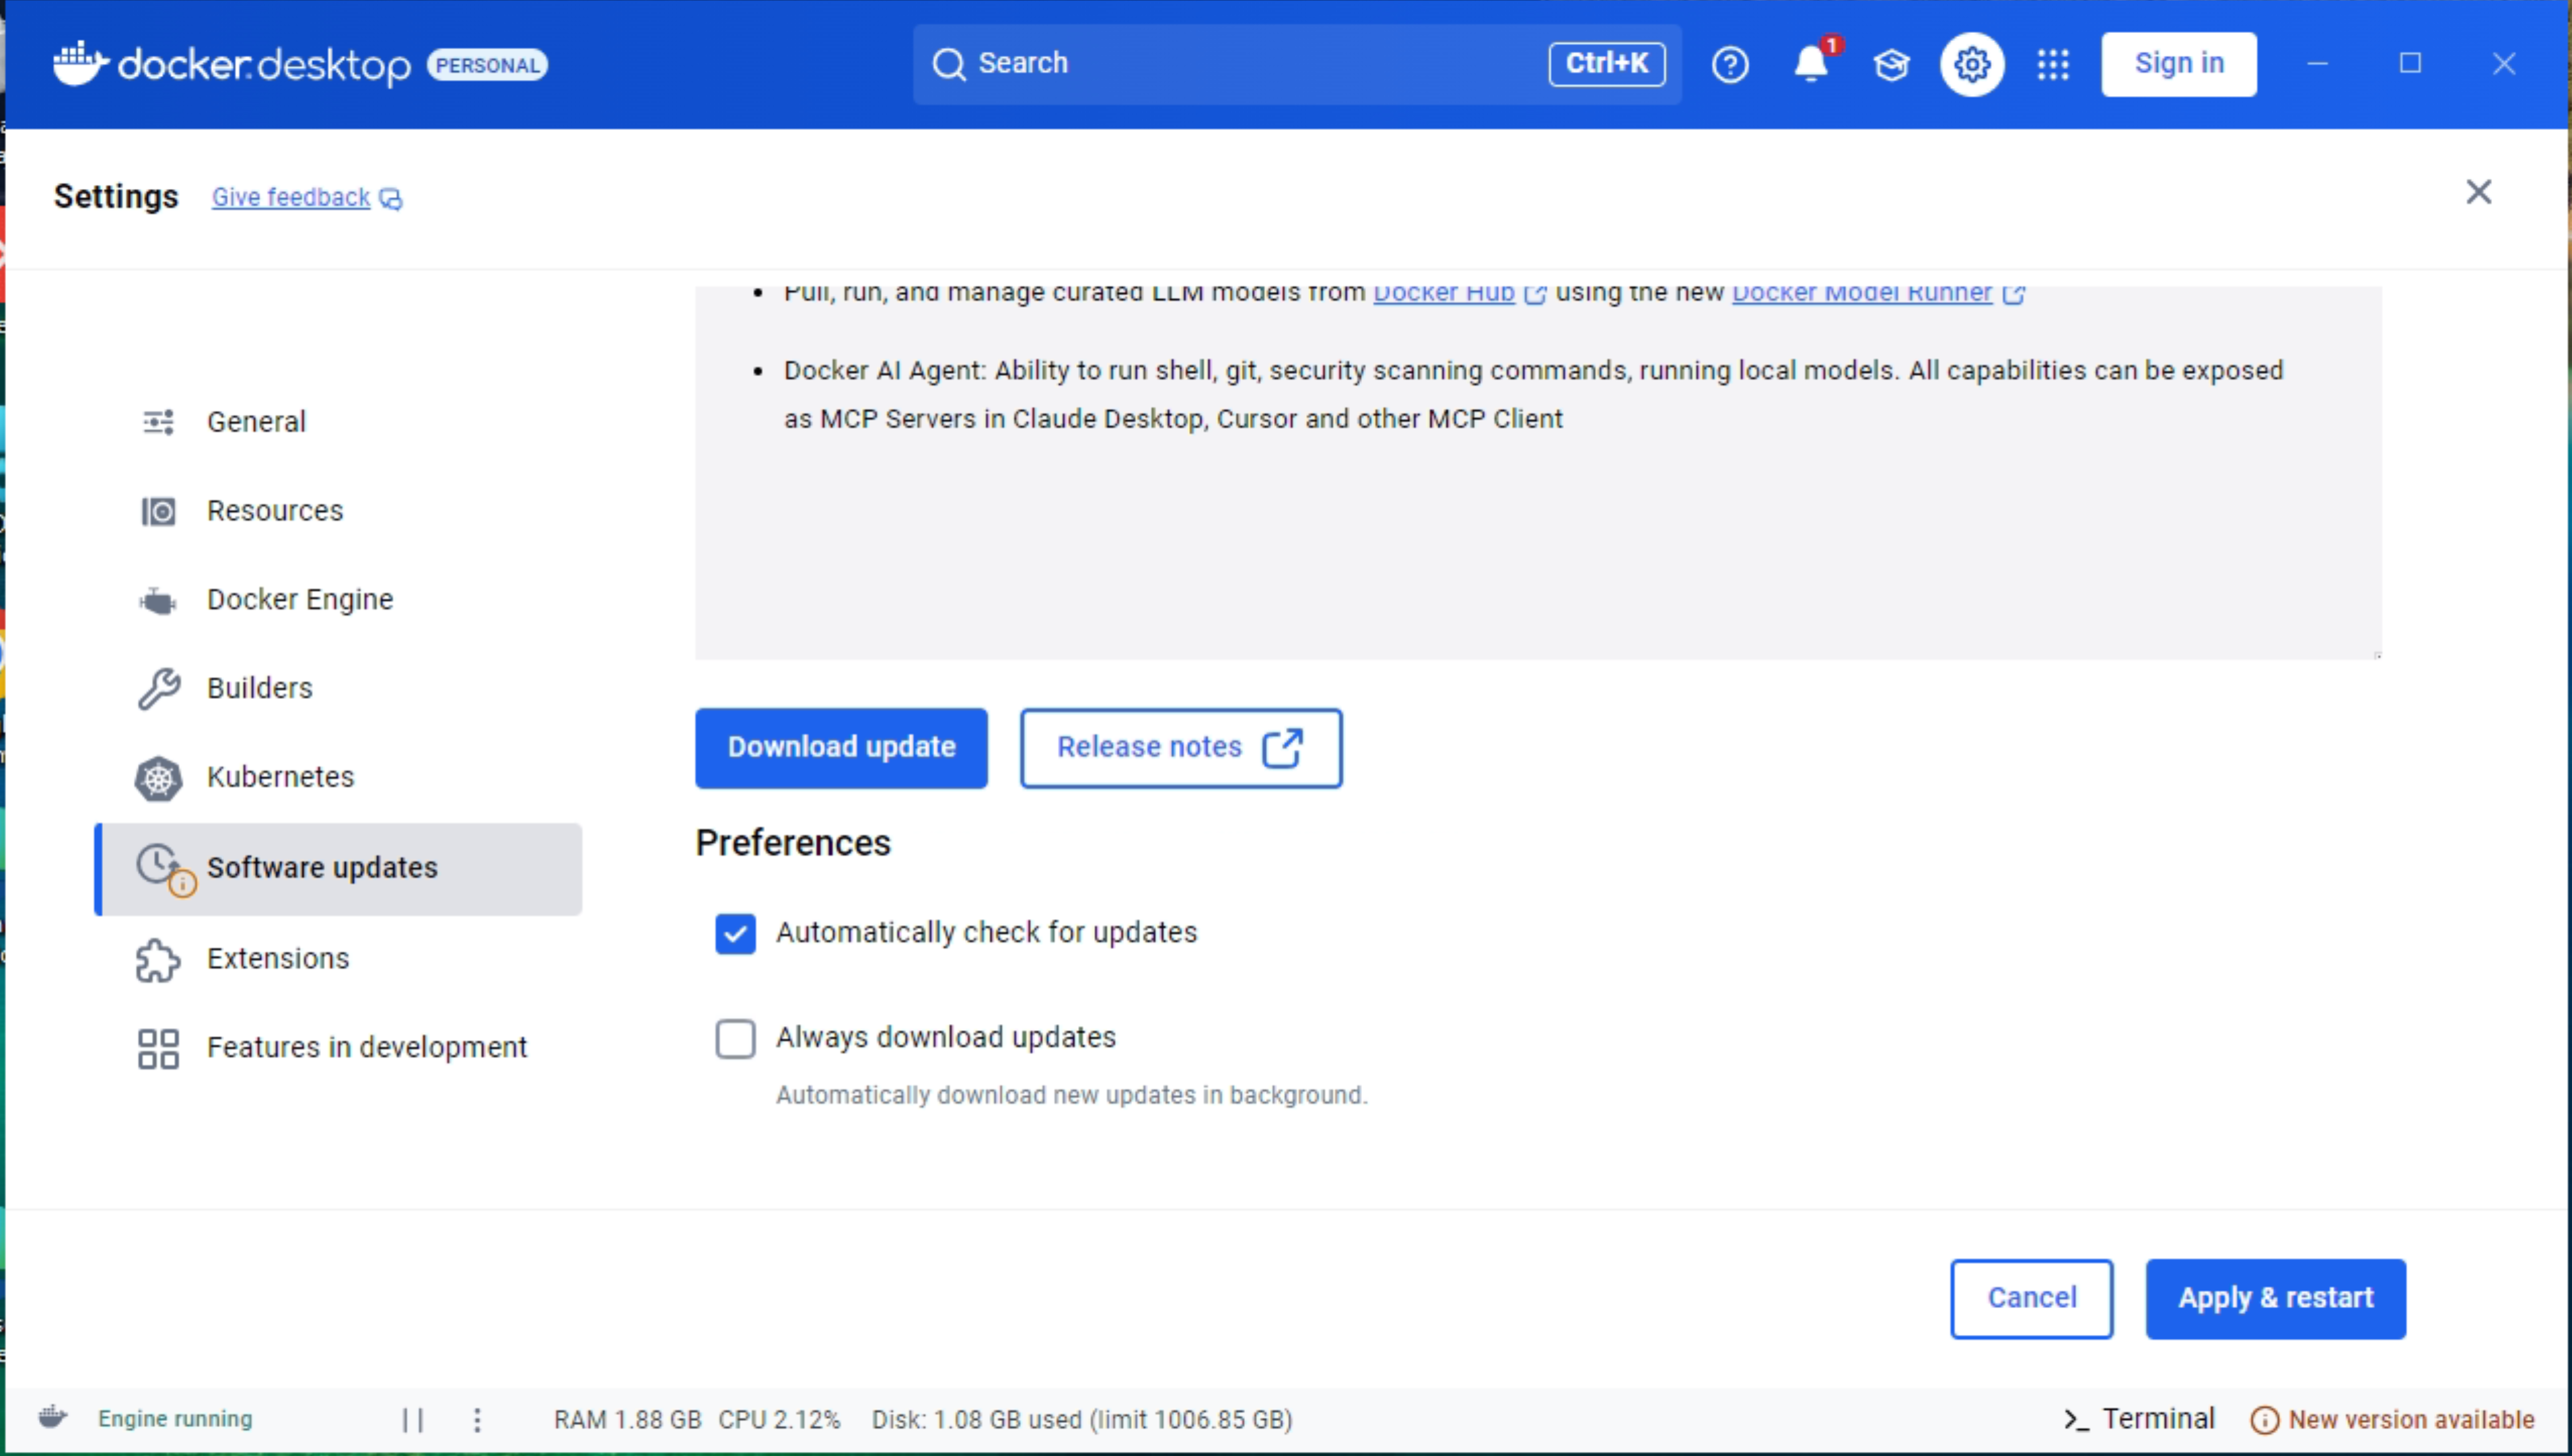 docker.desktop PERSONAL
Search Ctrl+K
1
Sign in
Settings Give feedback
Pull, run, and manage curated LLM models from Docker Hub using the new Docker Model Runner
Docker AI Agent: Ability to run shell, git, security scanning commands, running local models. All capabilities can be exposed
as MCP Servers in Claude Desktop, Cursor and other MCP Client
General
Resources
Docker Engine
Builders
Kubernetes
Software updates
Extensions
Features in development
Download update
Release notes
Preferences
Automatically check for updates
Always download updates
Automatically download new updates in background.
Cancel
Apply & restart
Engine running
RAM 1.88 GB CPU 2.12% Disk: 1.08 GB used (limit 1006.85 GB)
>_ Terminal
New version available